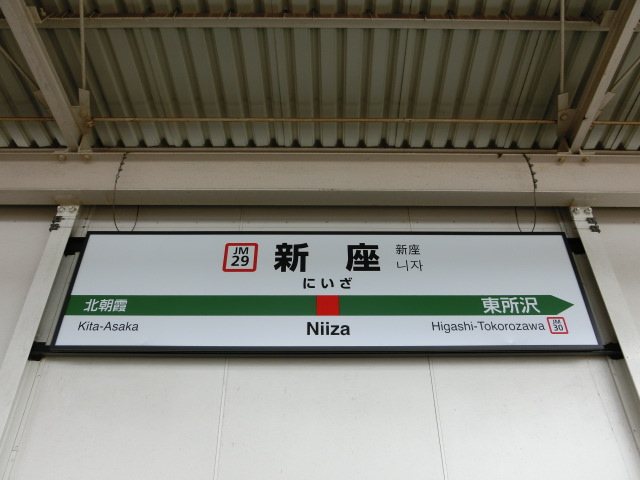 JM
29
新座
新座
니자
にいざ
北朝霞
東所沢
Kita-Asaka
Niiza
Higashi-Tokorozawa
JM
30